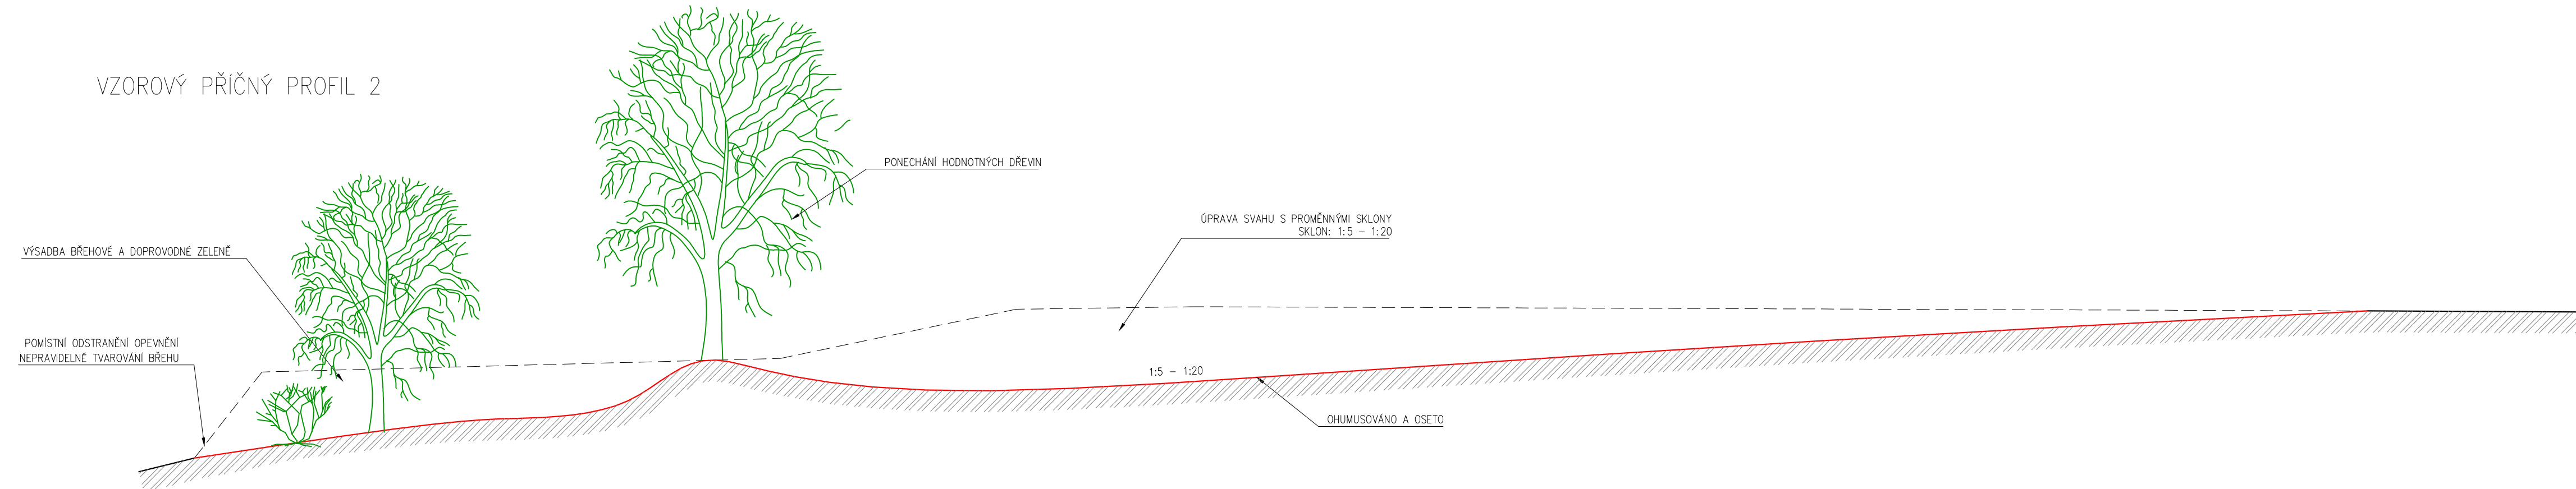 VZOROVÝ PŘÍČNÝ PROFIL 2
PONECHÁNÍ HODNOTNÝCH DŘEVIN
ÚPRAVA SVAHU S PROMĚNNÝMI SKLONY
SKLON: 1:5 – 1:20
VÝSADBA BŘEHOVÉ A DOPROVODNÉ ZELENĚ
POMÍSTNÍ ODSTRANĚNÍ OPEVNĚNÍ
NEPRAVIDELNÉ TVAROVÁNÍ BŘEHU
1:5 – 1:20
OHUMUSOVÁNO A OSETO